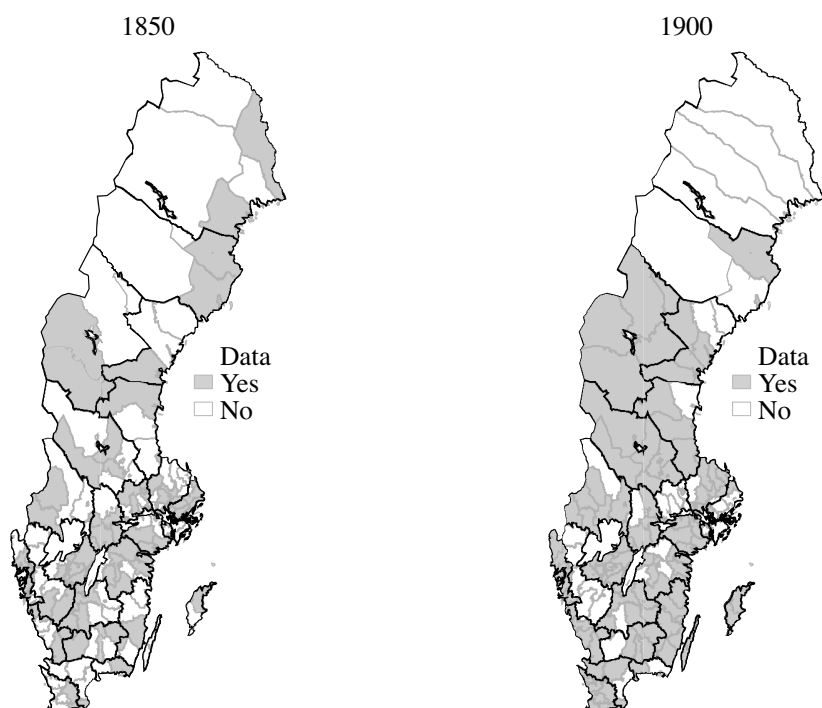 1850
Data
Yes
No
1900
Data
Yes
No